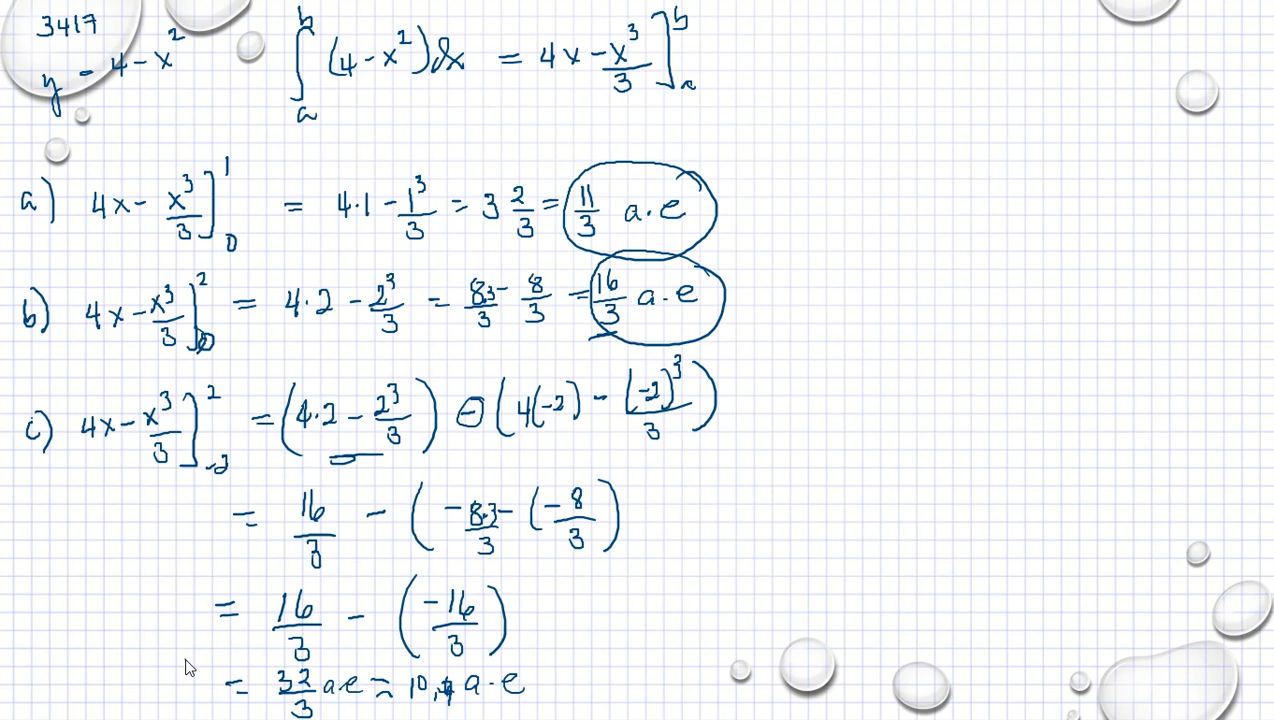 3417
y = 4 - x² ∫ₐᵇ (4 - x²) dx = 4x - x³/3 ]ₐᵇ
a) 4x - x³/3 ]₀¹ = 4·1 - 1³/3 = 3 2/3 = 11/3 a.e
b) 4x - x³/3 ]₀² = 4·2 - 2³/3 = 8·3/3 - 8/3 = 16/3 a.e
c) 4x - x³/3 ]₋₂² = (4·2 - 2³/3) - (4(-2) - (-2)³/3)
= 16/3 - (-8·3/3 - (-8/3)
= 16/3 - (-16/3)
= 32/3 a e ≈ 10, a.e